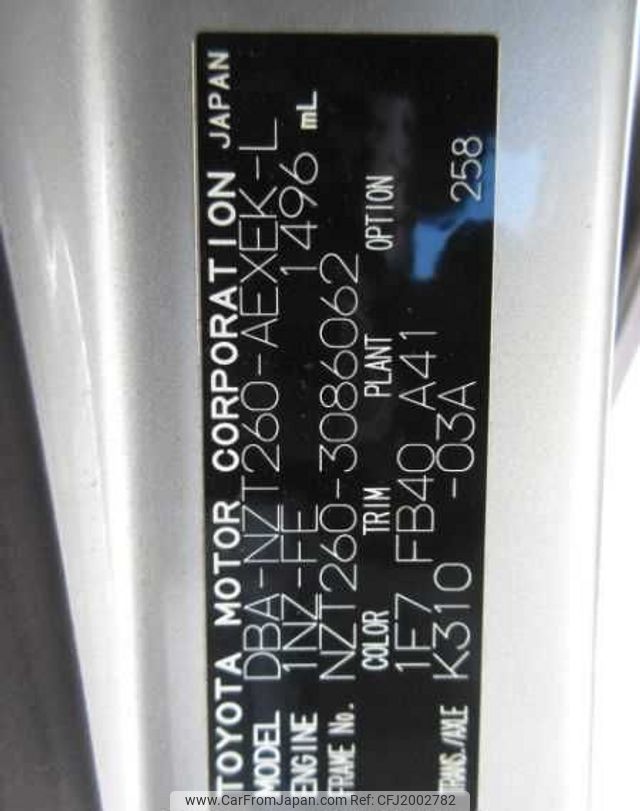 TOYOTA MOTOR CORPORATION JAPAN
MODEL DBA-NZT260-AEXEK-L
ENGINE 1NZ-FE 1496 mL
FRAME No. NZT260-3086062
COLOR TRIM PLANT OPTION
1F7 FB40 A41
TRANS./AXLE K310 -03A 258
www.CarFromJapan.com CFJ2002782